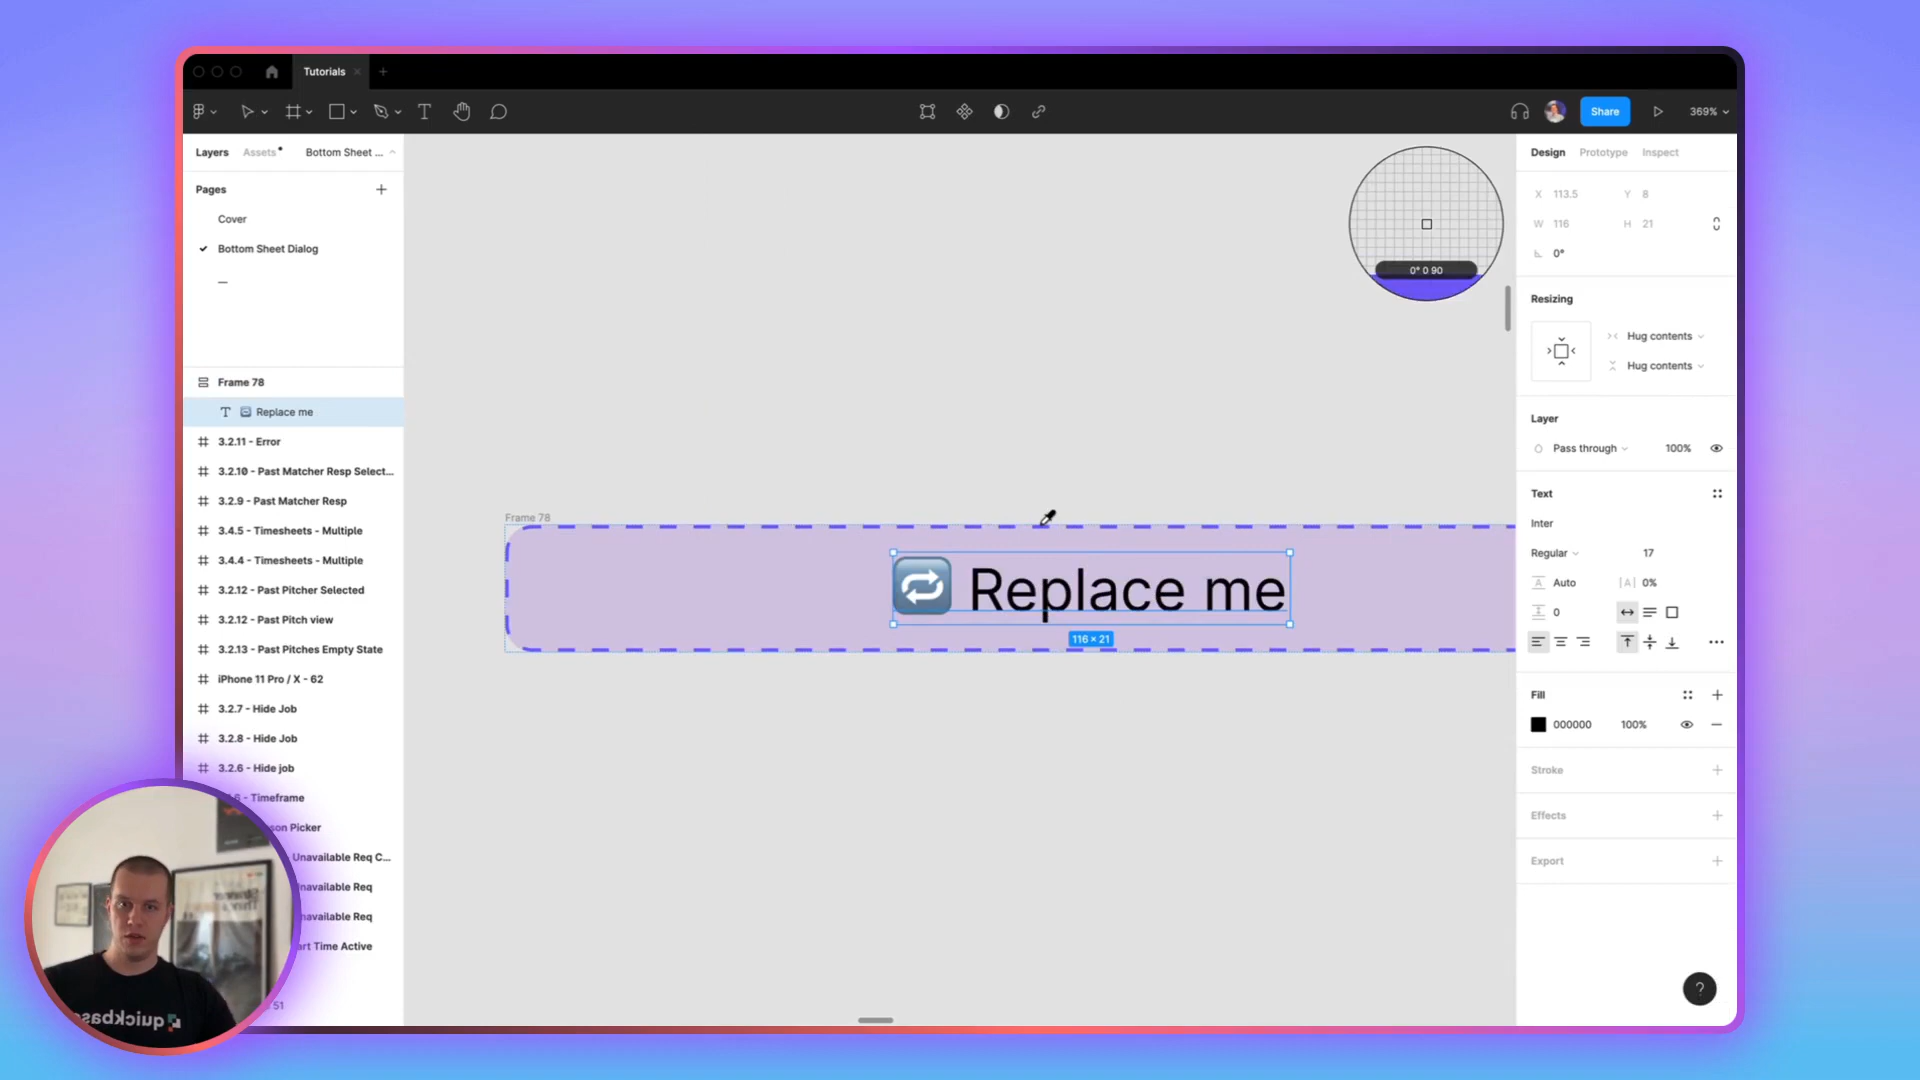 Tutorials
Share
369%
Layers
Assets
Bottom Sheet ...
Pages
Cover
Bottom Sheet Dialog
—
Frame 78
Replace me
3.2.11 - Error
3.2.10 - Past Matcher Resp Select...
3.2.9 - Past Matcher Resp
3.4.5 - Timesheets - Multiple
3.4.4 - Timesheets - Multiple
3.2.12 - Past Pitcher Selected
3.2.12 - Past Pitch view
3.2.13 - Past Pitches Empty State
iPhone 11 Pro / X - 62
3.2.7 - Hide Job
3.2.8 - Hide Job
3.2.6 - Hide job
- Timeframe
son Picker
Unavailable Req C...
navailable Req
navailable Req
art Time Active
51
quickbase
Frame 78
Replace me
116 × 21
0° 0 90
Design
Prototype
Inspect
X 113.5
Y 8
W 116
H 21
0°
Resizing
Hug contents
Hug contents
Layer
Pass through
100%
Text
Inter
Regular
17
Auto
0%
0
Fill
000000
100%
Stroke
Effects
Export
?